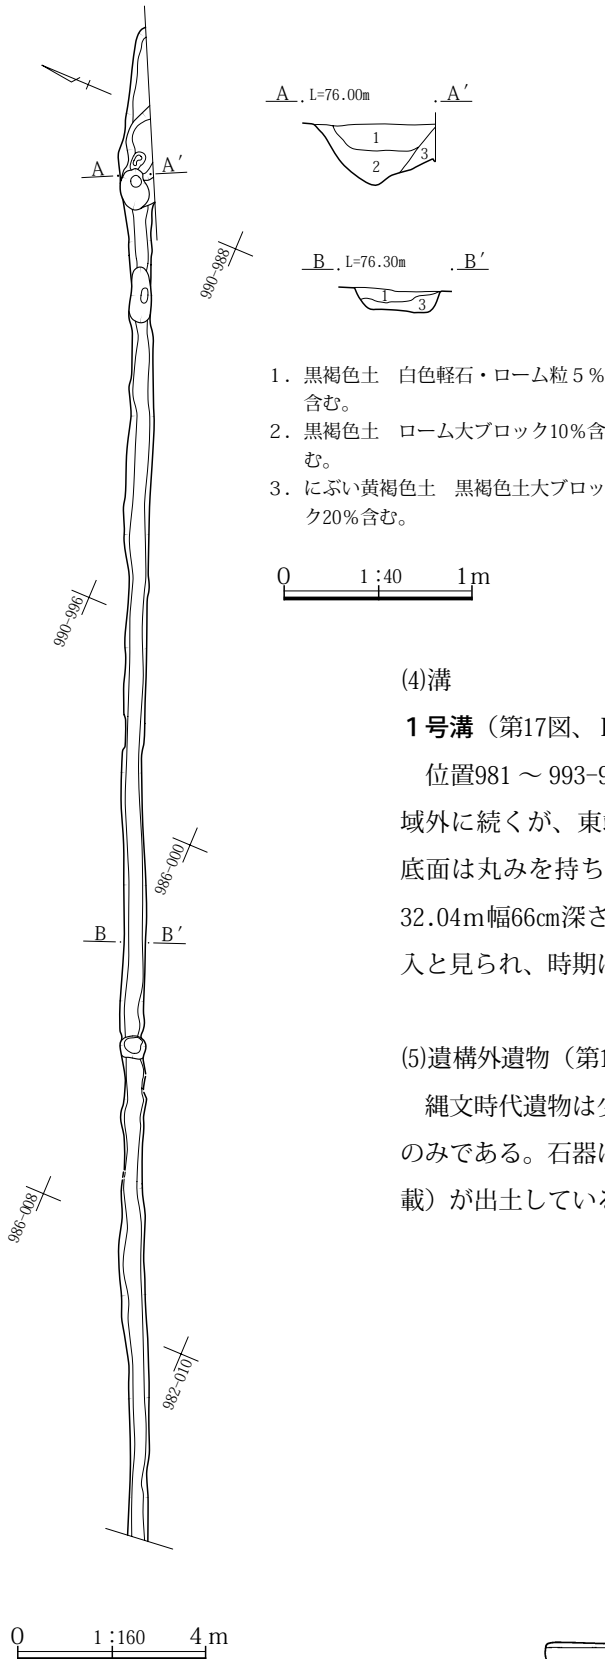 A L=76.00m A′
1
2
3
A A′
990-988
B L=76.30m B′
1
3
1．黒褐色土　白色軽石・ローム粒５％
含む。
2．黒褐色土　ローム大ブロック10％含
む。
3．にぶい黄褐色土　黒褐色土大ブロッ
ク20％含む。
0 1:40 1m
990-996
986-000
B B′
986-008
982-010
0 1:160 4m
⑷溝
１号溝（第17図、
位置981～993-9
域外に続くが、東
底面は丸みを持ち
32.04m幅66㎝深さ
入と見られ、時期
⑸遺構外遺物（第1
縄文時代遺物は
のみである。石器
載）が出土している